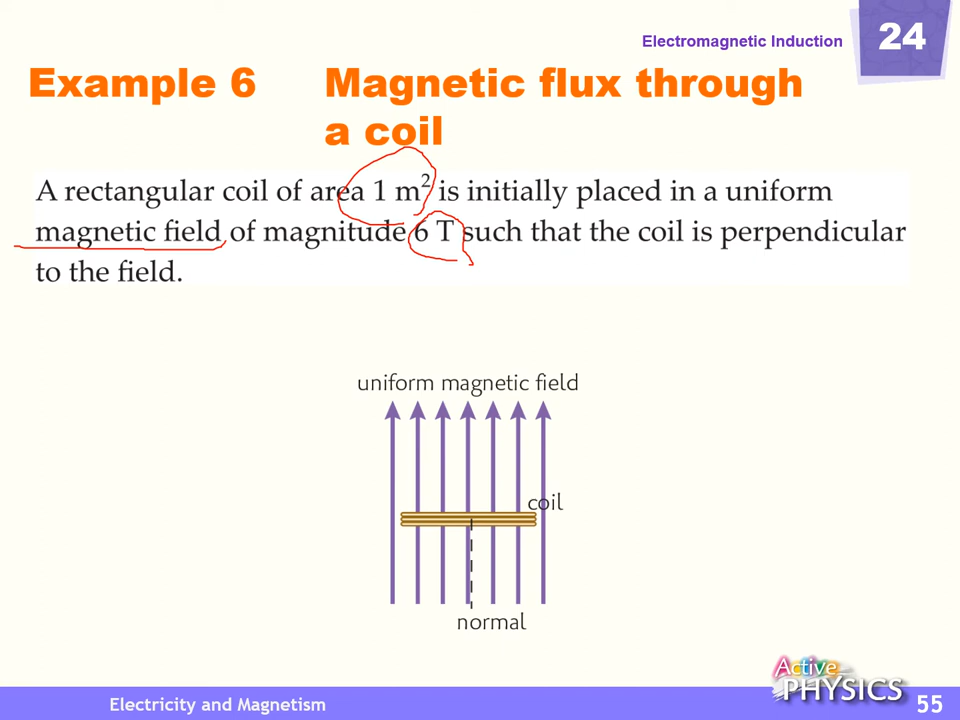 Electromagnetic Induction
24
Example 6 Magnetic flux through
a coil
A rectangular coil of area 1 m² is initially placed in a uniform
magnetic field of magnitude 6 T such that the coil is perpendicular
to the field.
uniform magnetic field
coil
normal
Active
PHYSICS
Electricity and Magnetism
55